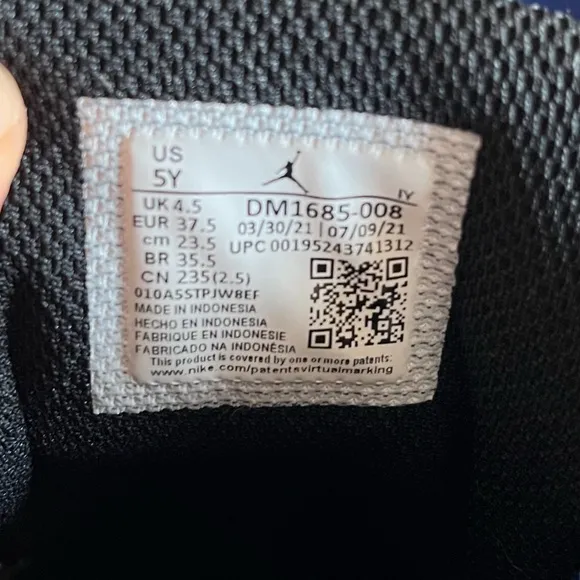 US
5Y
IY
UK 4.5
EUR 37.5
cm 23.5
BR 35.5
CN 235(2.5)
DM1685-008
03/30/21 | 07/09/21
UPC 00195243741312
010A5STPJW8EF
MADE IN INDONESIA
HECHO EN INDONESIA
FABRIQUE EN INDONESIE
FABRICADO NA INDONÉSIA
This product is covered by one or more patents:
www.nike.com/patentsvirtualmarking